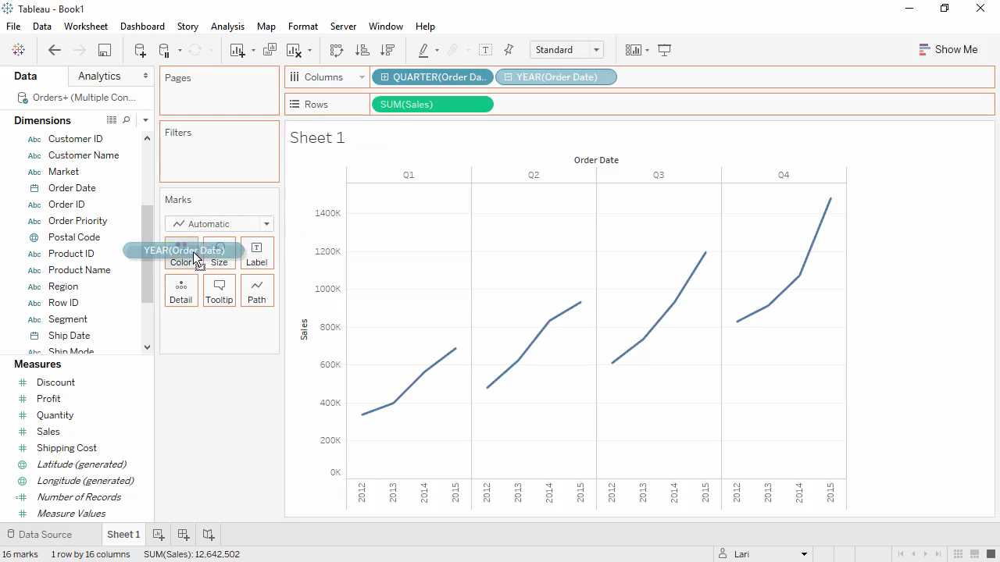 Tableau - Book1
File Data Worksheet Dashboard Story Analysis Map Format Server Window Help
Standard
Show Me
Data Analytics
Orders+ (Multiple Con...
Dimensions
Customer ID
Customer Name
Market
Order Date
Order ID
Order Priority
Postal Code
Product ID
Product Name
Region
Row ID
Segment
Ship Date
Ship Mode
Measures
Discount
Profit
Quantity
Sales
Shipping Cost
Latitude (generated)
Longitude (generated)
Number of Records
Measure Values
Pages
Filters
Marks
Automatic
YEAR(Order Date)
Color Size Label
Detail Tooltip Path
Columns QUARTER(Order Da.. YEAR(Order Date)
Rows SUM(Sales)
Sheet 1
Order Date
Q1 Q2 Q3 Q4
Sales
1400K
1200K
1000K
800K
600K
400K
200K
0K
2012 2013 2014 2015 2012 2013 2014 2015 2012 2013 2014 2015 2012 2013 2014 2015
Data Source Sheet 1
16 marks 1 row by 16 columns SUM(Sales): 12,642,502 Lari